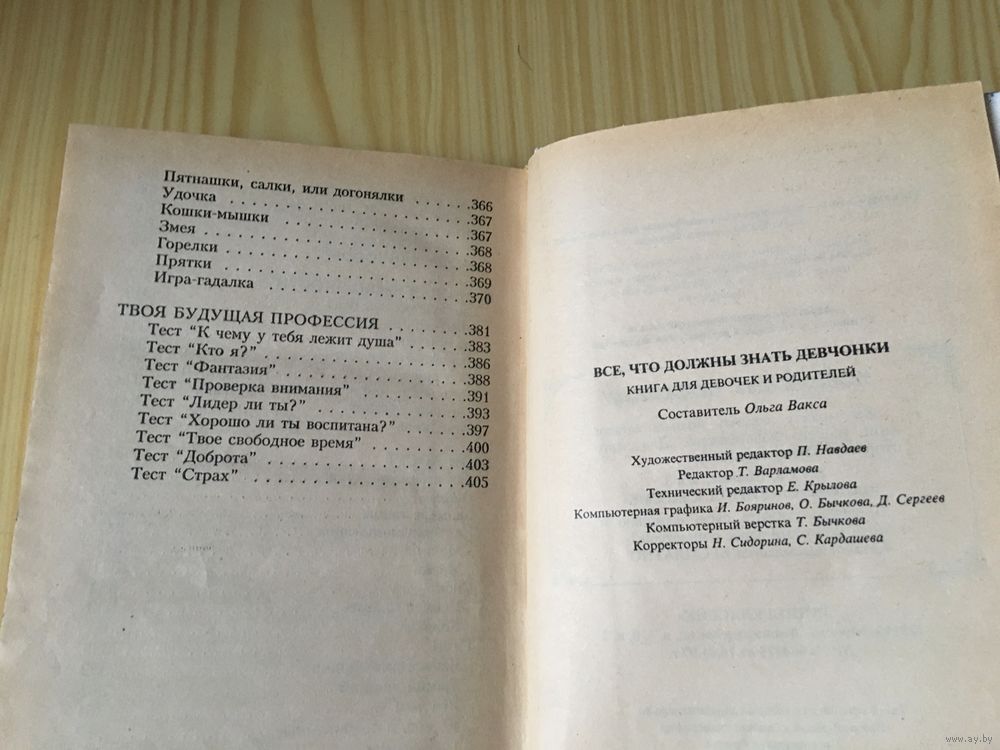 Пятнашки, салки, или догонялки . . . . . .366
Удочка . . . . . . . . . . . . . . . . . . .367
Кошки-мышки . . . . . . . . . . . . . . .367
Змея . . . . . . . . . . . . . . . . . . . . .368
Горелки . . . . . . . . . . . . . . . . . . .368
Прятки . . . . . . . . . . . . . . . . . . .369
Игра-гадалка . . . . . . . . . . . . . . .370
ТВОЯ БУДУЩАЯ ПРОФЕССИЯ . . . . . . . .381
Тест “К чему у тебя лежит душа” . . . . . .383
Тест “Кто я?” . . . . . . . . . . . . . . .386
Тест “Фантазия” . . . . . . . . . . . . . .388
Тест “Проверка внимания” . . . . . . . . .391
Тест “Лидер ли ты?” . . . . . . . . . . . .393
Тест “Хорошо ли ты воспитана?” . . . . . .397
Тест “Твое свободное время” . . . . . . . .400
Тест “Доброта” . . . . . . . . . . . . . . .403
Тест “Страх” . . . . . . . . . . . . . . . .405
ВСЕ, ЧТО ДОЛЖНЫ ЗНАТЬ ДЕВЧОНКИ
КНИГА ДЛЯ ДЕВОЧЕК И РОДИТЕЛЕЙ
Составитель Ольга Вакса
Художественный редактор П. Навдаев
Редактор Т. Варламова
Технический редактор Е. Крылова
Компьютерная графика И. Бояринов, О. Бычкова, Д. Сергеев
Компьютерный верстка Т. Бычкова
Корректоры Н. Сидорина, С. Кардашева
www.ay.by